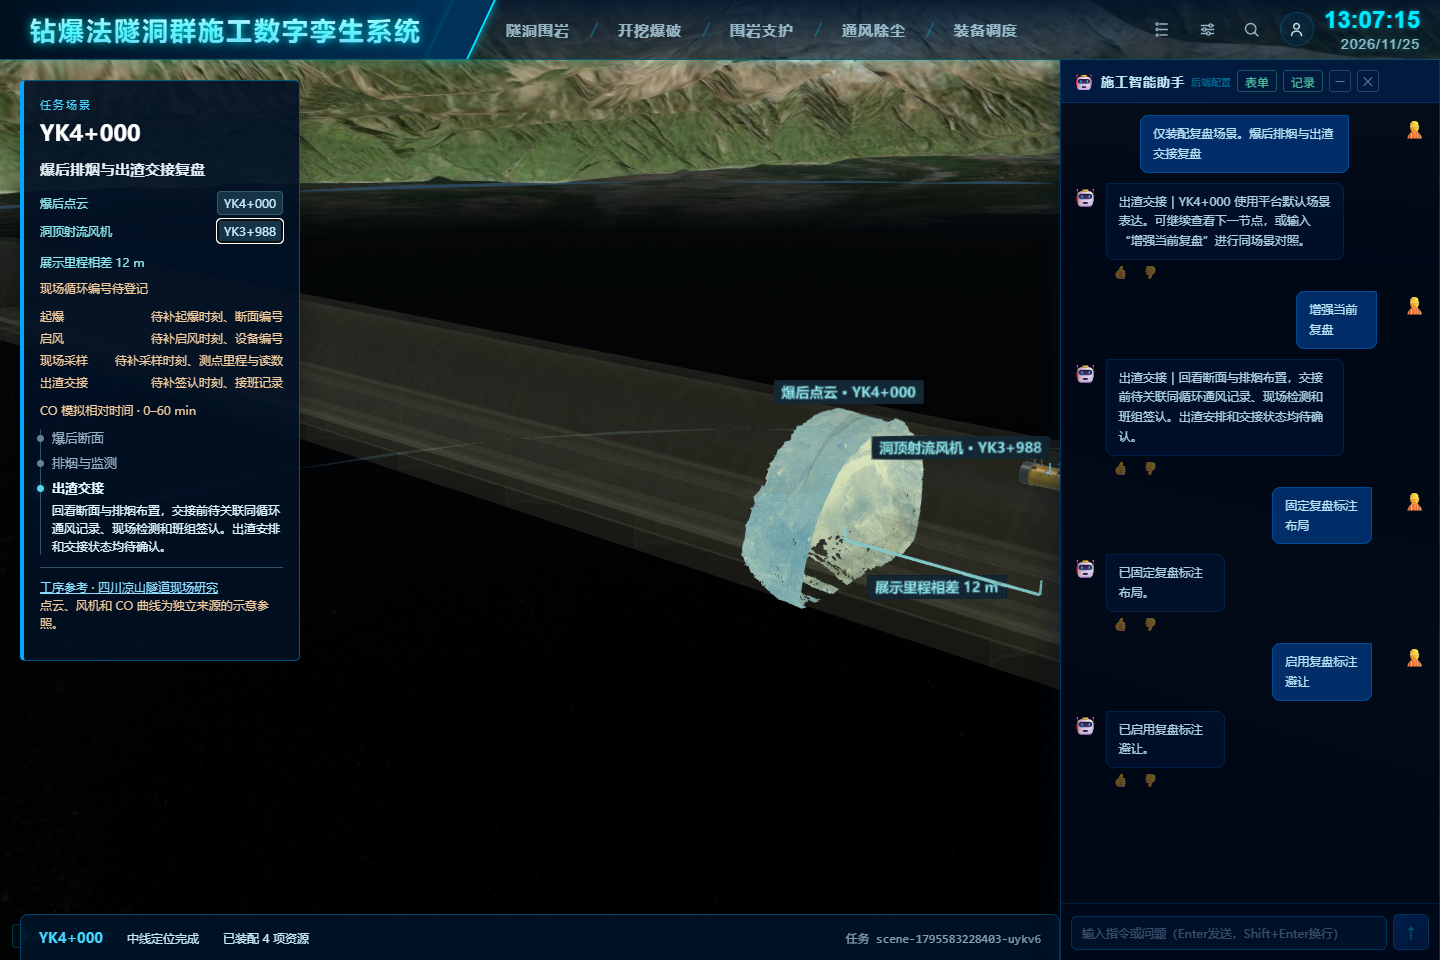 钻爆法隧洞群施工数字孪生系统
隧洞围岩 / 开挖爆破 / 围岩支护 / 通风除尘 / 装备调度
13:07:15
2026/11/25
任务场景
YK4+000
爆后排烟与出渣交接复盘
爆后点云 YK4+000
洞顶射流风机 YK3+988
展示里程相差 12 m
现场循环编号待登记
起爆 待补起爆时刻、断面编号
启风 待补启风时刻、设备编号
现场采样 待补采样时刻、测点里程与读数
出渣交接 待补签认时刻、接班记录
CO 模拟相对时间 · 0–60 min
爆后断面
排烟与监测
出渣交接
回看断面与排烟布置，交接前待关联同循环
通风记录、现场检测和班组签认。出渣安排
和交接状态均待确认。
工序参考 · 四川凉山隧道现场研究
点云、风机和 CO 曲线为独立来源的示意参
照。
爆后点云 · YK4+000
洞顶射流风机 · YK3+988
展示里程相差 12 m
YK4+000 中线定位完成 已装配 4 项资源
任务 scene-1795583228403-uykv6
施工智能助手 后端配置 表单 记录
仅装配复盘场景。爆后排烟与出渣
交接复盘
出渣交接 | YK4+000 使用平台默认场景
表达。可继续查看下一节点，或输入
“增强当前复盘”进行同场景对照。
增强当前
复盘
出渣交接 | 回看断面与排烟布置，交接
前待关联同循环通风记录、现场检测和
班组签认。出渣安排和交接状态均待确
认。
固定复盘标注
布局
已固定复盘标注
布局。
启用复盘标注
避让
已启用复盘标注
避让。
输入指令或问题（Enter发送，Shift+Enter换行）